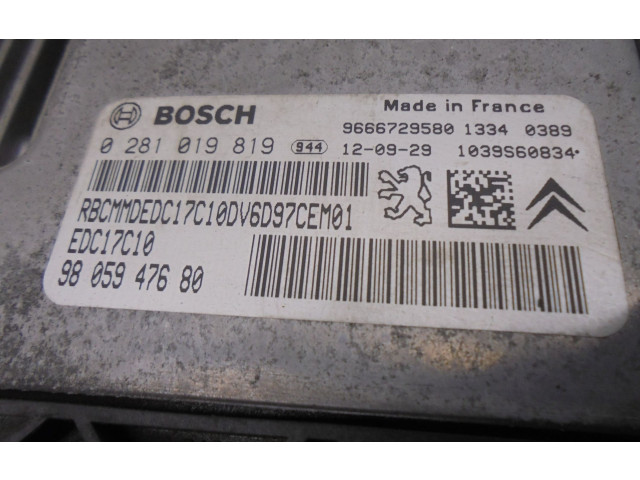 BOSCH
Made in France
9666729580 1334 0389
0 281 019 819 944 12-09-29 1039S60834
RBCMMDEDC17C10DV6D97CEM01
EDC17C10
98 059 476 80